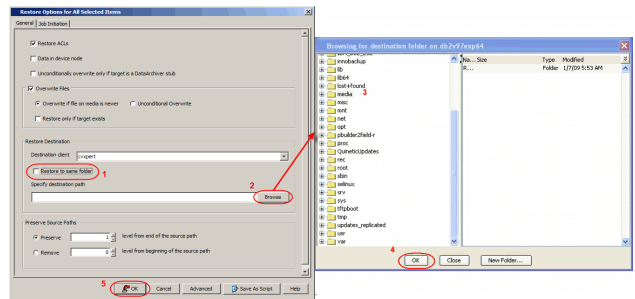 Restore Options for All Selected Items
General
Job Initiation
Restore ACLs
Data in device node
Unconditionally overwrite only if target is a DataArchiver stub
Overwrite Files
Overwrite if file on media is newer
Unconditional Overwrite
Restore only if target exists
Restore Destination
Destination client
cvxpert
Restore to same folder
1
Specify destination path
2
Browse
Preserve Source Paths
Preserve
1
level from end of the source path
Remove
0
level from beginning of the source path
5
OK
Cancel
Advanced
Save As Script
Help
Browsing for destination folder on db2v97exp64
innobackup
lib
lib64
lost+found
media
3
misc
mnt
net
opt
pbuilder2field-r
proc
QuineticUpdates
rec
root
sbin
selinux
srv
sys
tftpboot
tmp
updates_replicated
usr
var
Na... Size Type Modified
R... Folder 1/7/09 5:53 AM
4
OK
Close
New Folder...